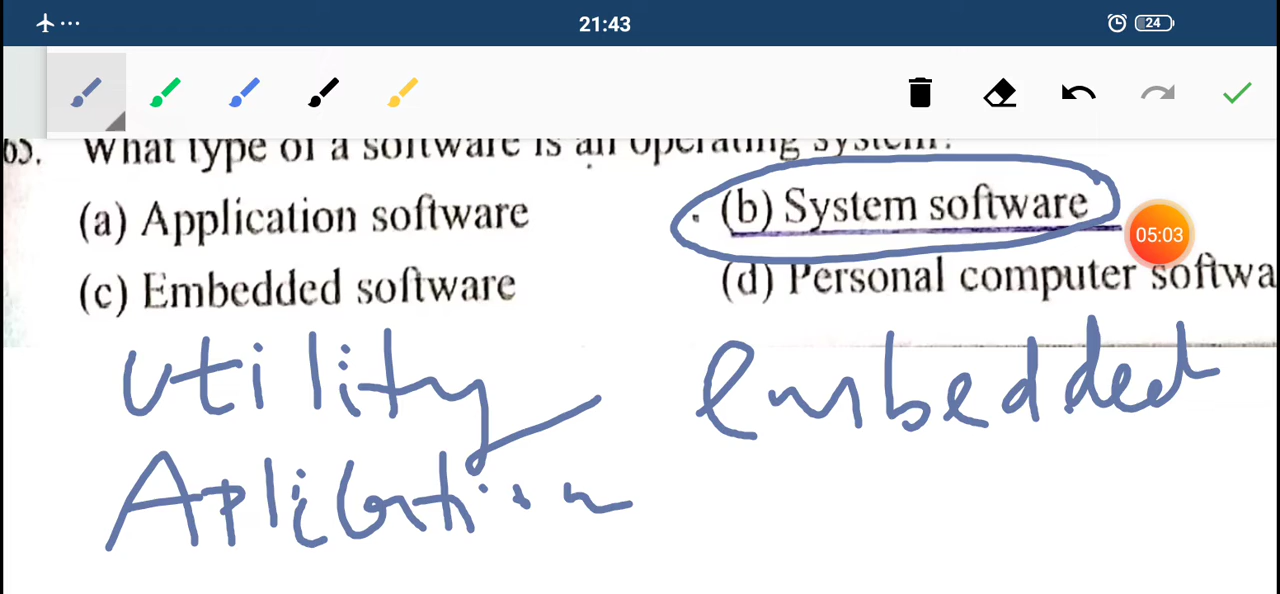 21:43
24
65. What type of a software is an operating system?
(a) Application software
(b) System software
05:03
(c) Embedded software
(d) Personal computer softwa
Utility
embedded
Aplication